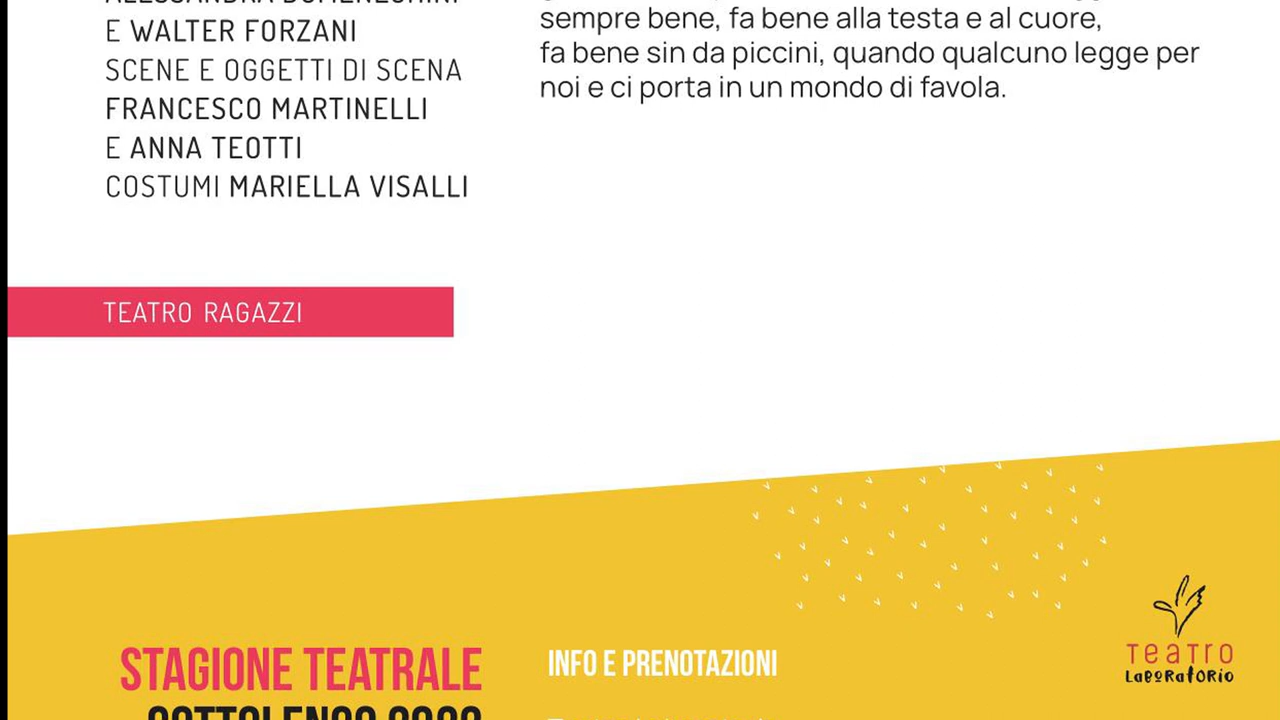 E WALTER FORZANI
SCENE E OGGETTI DI SCENA
FRANCESCO MARTINELLI
E ANNA TEOTTI
COSTUMI MARIELLA VISALLI
sempre bene, fa bene alla testa e al cuore,
fa bene sin da piccini, quando qualcuno legge per
noi e ci porta in un mondo di favola.
TEATRO RAGAZZI
STAGIONE TEATRALE
INFO E PRENOTAZIONI
TEATRO
LABORATORIO